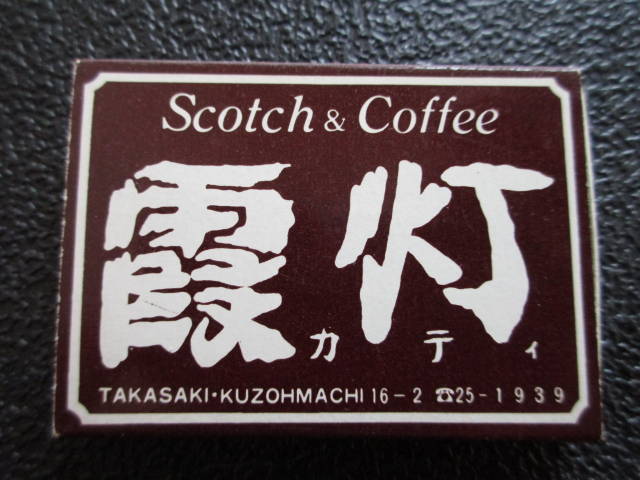 Scotch & Coffee
霞灯
カティ
TAKASAKI・KUZOHMACHI 16-2 ☎25-1939